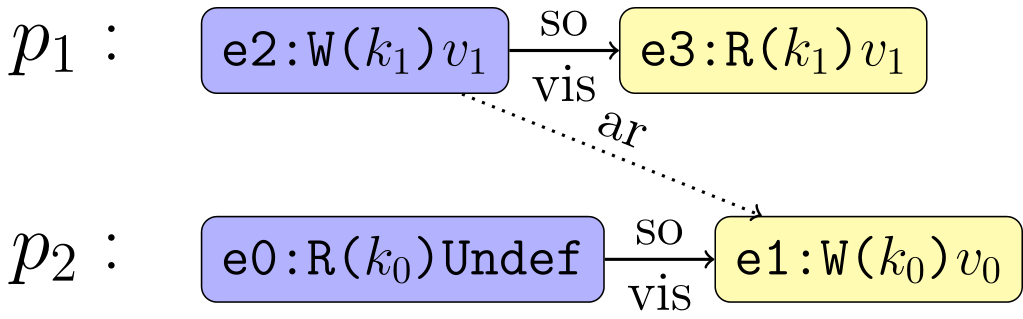 p₁ : e2:W(k₁)v₁ so vis e3:R(k₁)v₁
ar
p₂ : e0:R(k₀)Undef so vis e1:W(k₀)v₀